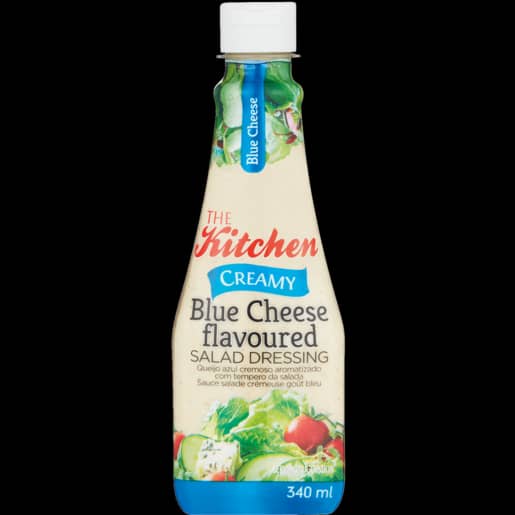 Blue Cheese
THE
Kitchen
CREAMY
Blue Cheese
flavoured
SALAD DRESSING
Queijo azul cremoso aromatizado
com tempero da salada
Sauce salade crémeuse goût bleu
340 ml